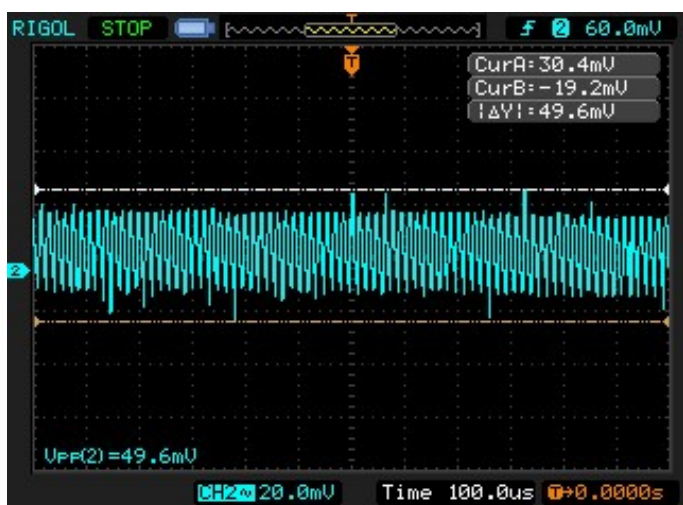 RIGOL STOP T 2 60.0mV
T
CurA:30.4mV
CurB:-19.2mV
|ΔY|:49.6mV
2
VPP(2)=49.6mV
CH2 20.0mV Time 100.0us T→0.0000s